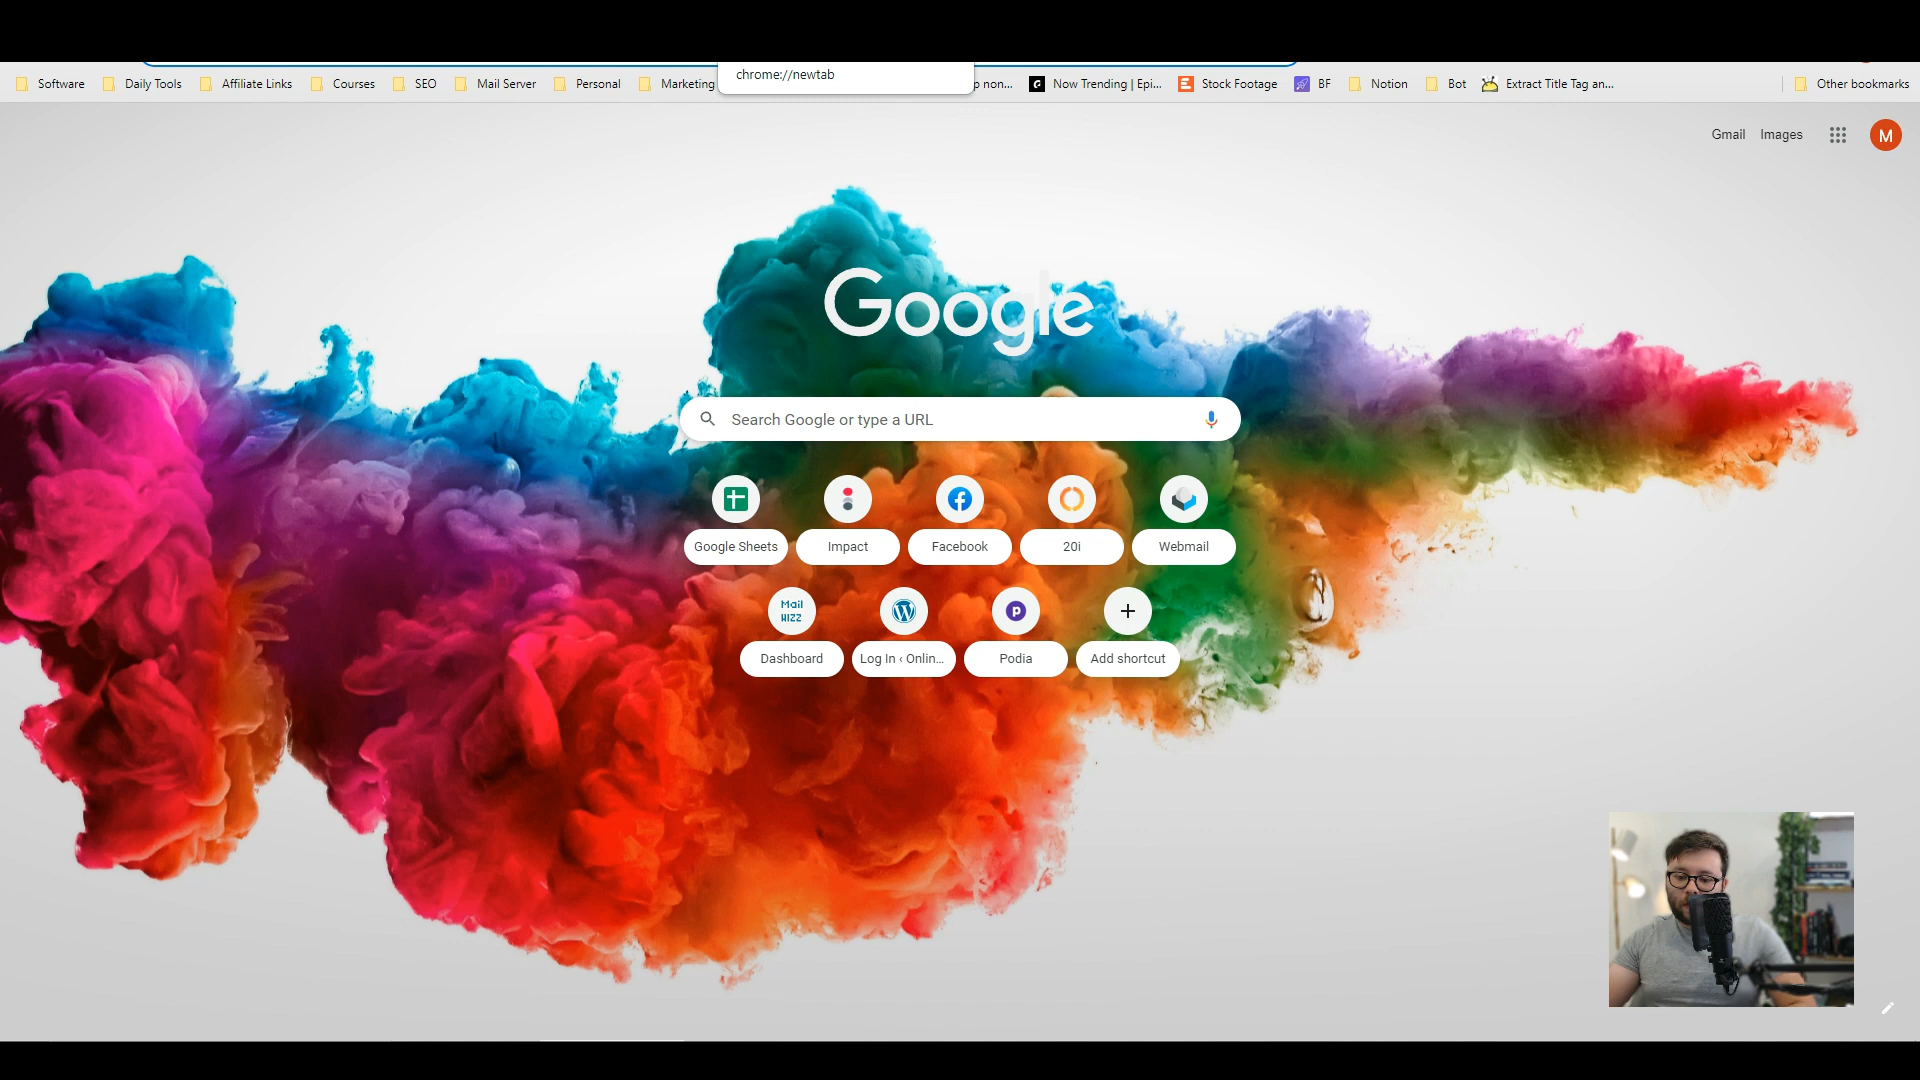 chrome://newtab
Software Daily Tools Affiliate Links Courses SEO Mail Server Personal Marketing p non... Now Trending | Epi... Stock Footage BF Notion Bot Extract Title Tag an... Other bookmarks
Gmail Images M
Google
Search Google or type a URL
Google Sheets Impact Facebook 20i Webmail
Mail
WIZZ
Dashboard Log In ‹ Onlin... Podia Add shortcut